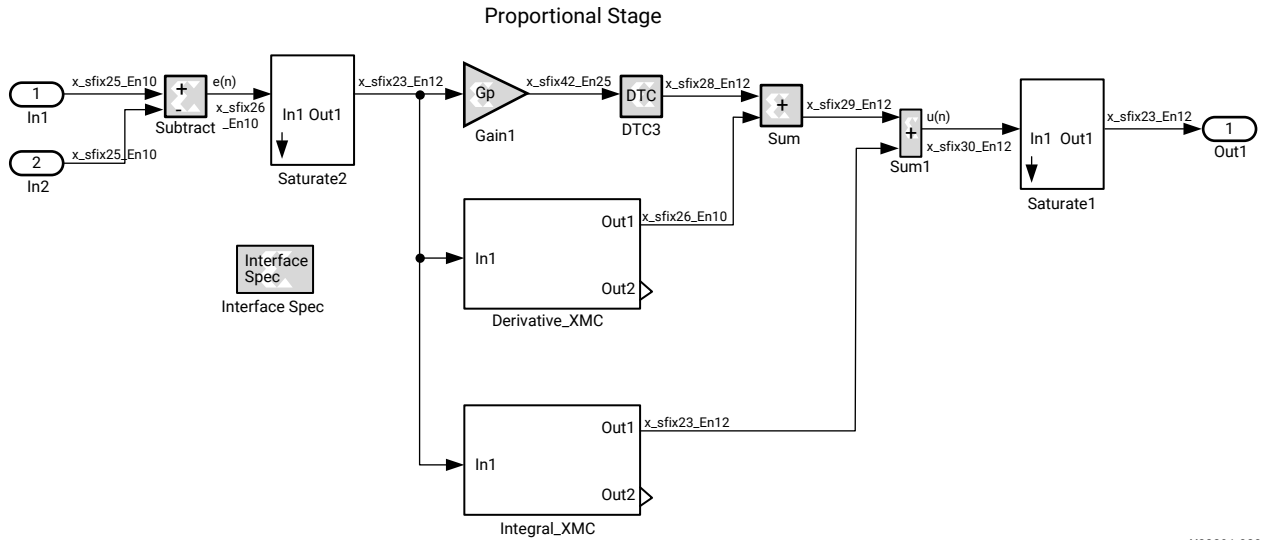 Proportional Stage
x_sfix25_En10
1
In1
+
-
Subtract
e(n)
x_sfix26
_En10
x_sfix25_En10
2
In2
In1 Out1
Saturate2
x_sfix23_En12
Gp
Gain1
x_sfix42_En25
DTC
DTC3
x_sfix28_En12
+
Sum
x_sfix29_En12
+
Sum1
u(n)
x_sfix30_En12
In1 Out1
Saturate1
x_sfix23_En12
1
Out1
Out1
x_sfix26_En10
In1
Out2
Derivative_XMC
Interface
Spec
Interface Spec
Out1
x_sfix23_En12
In1
Out2
Integral_XMC